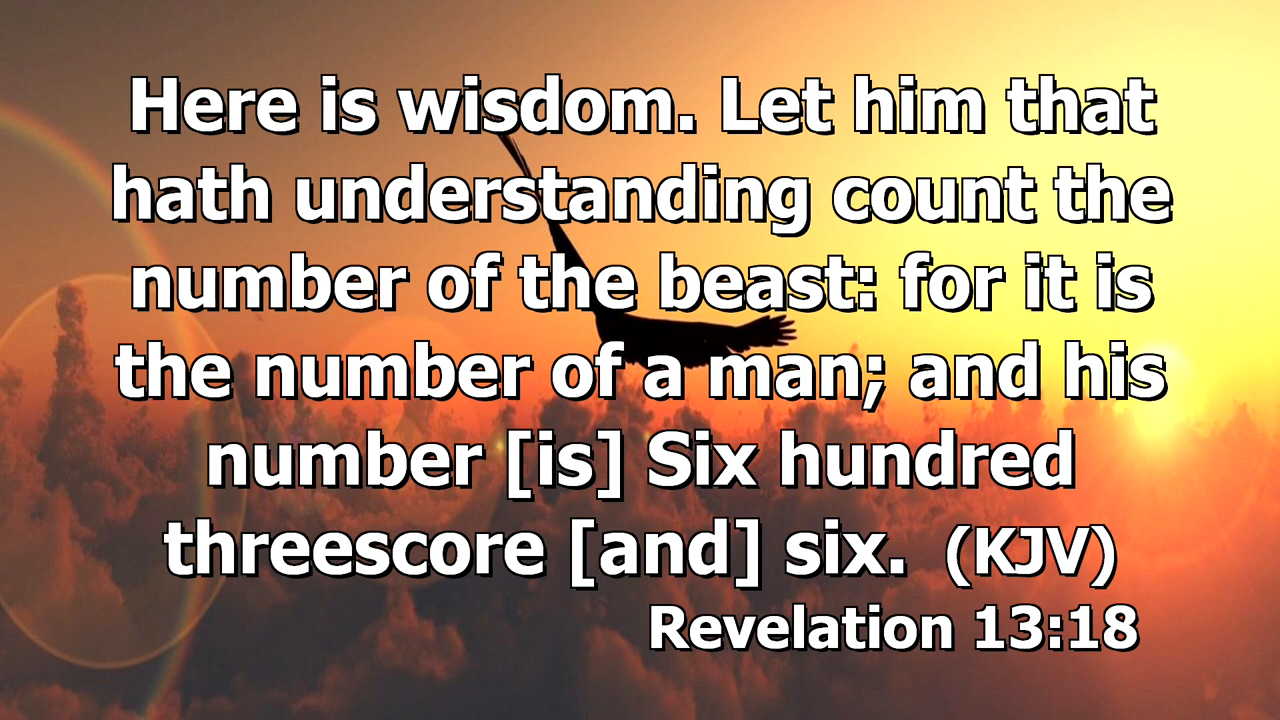 Here is wisdom. Let him that
hath understanding count the
number of the beast: for it is
the number of a man; and his
number [is] Six hundred
threescore [and] six. (KJV)
Revelation 13:18